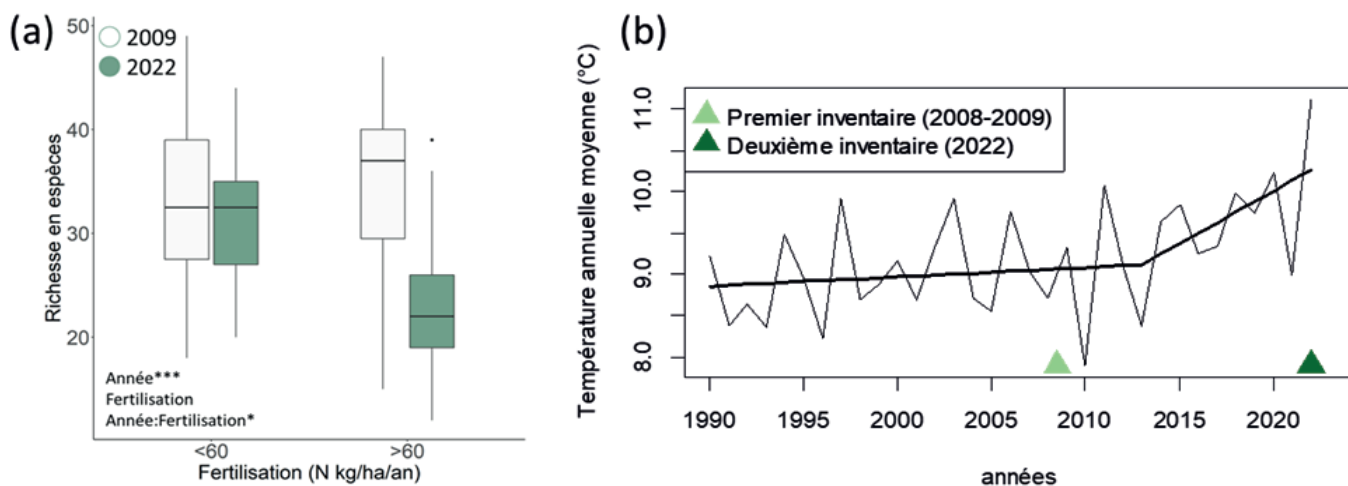 (a)
50
40
30
20
Richesse en espèces
2009
2022
Année***
Fertilisation
Année:Fertilisation*
<60
>60
Fertilisation (N kg/ha/an)
(b)
Température annuelle moyenne (°C)
11.0
10.0
9.0
8.0
Premier inventaire (2008-2009)
Deuxième inventaire (2022)
1990
1995
2000
2005
2010
2015
2020
années